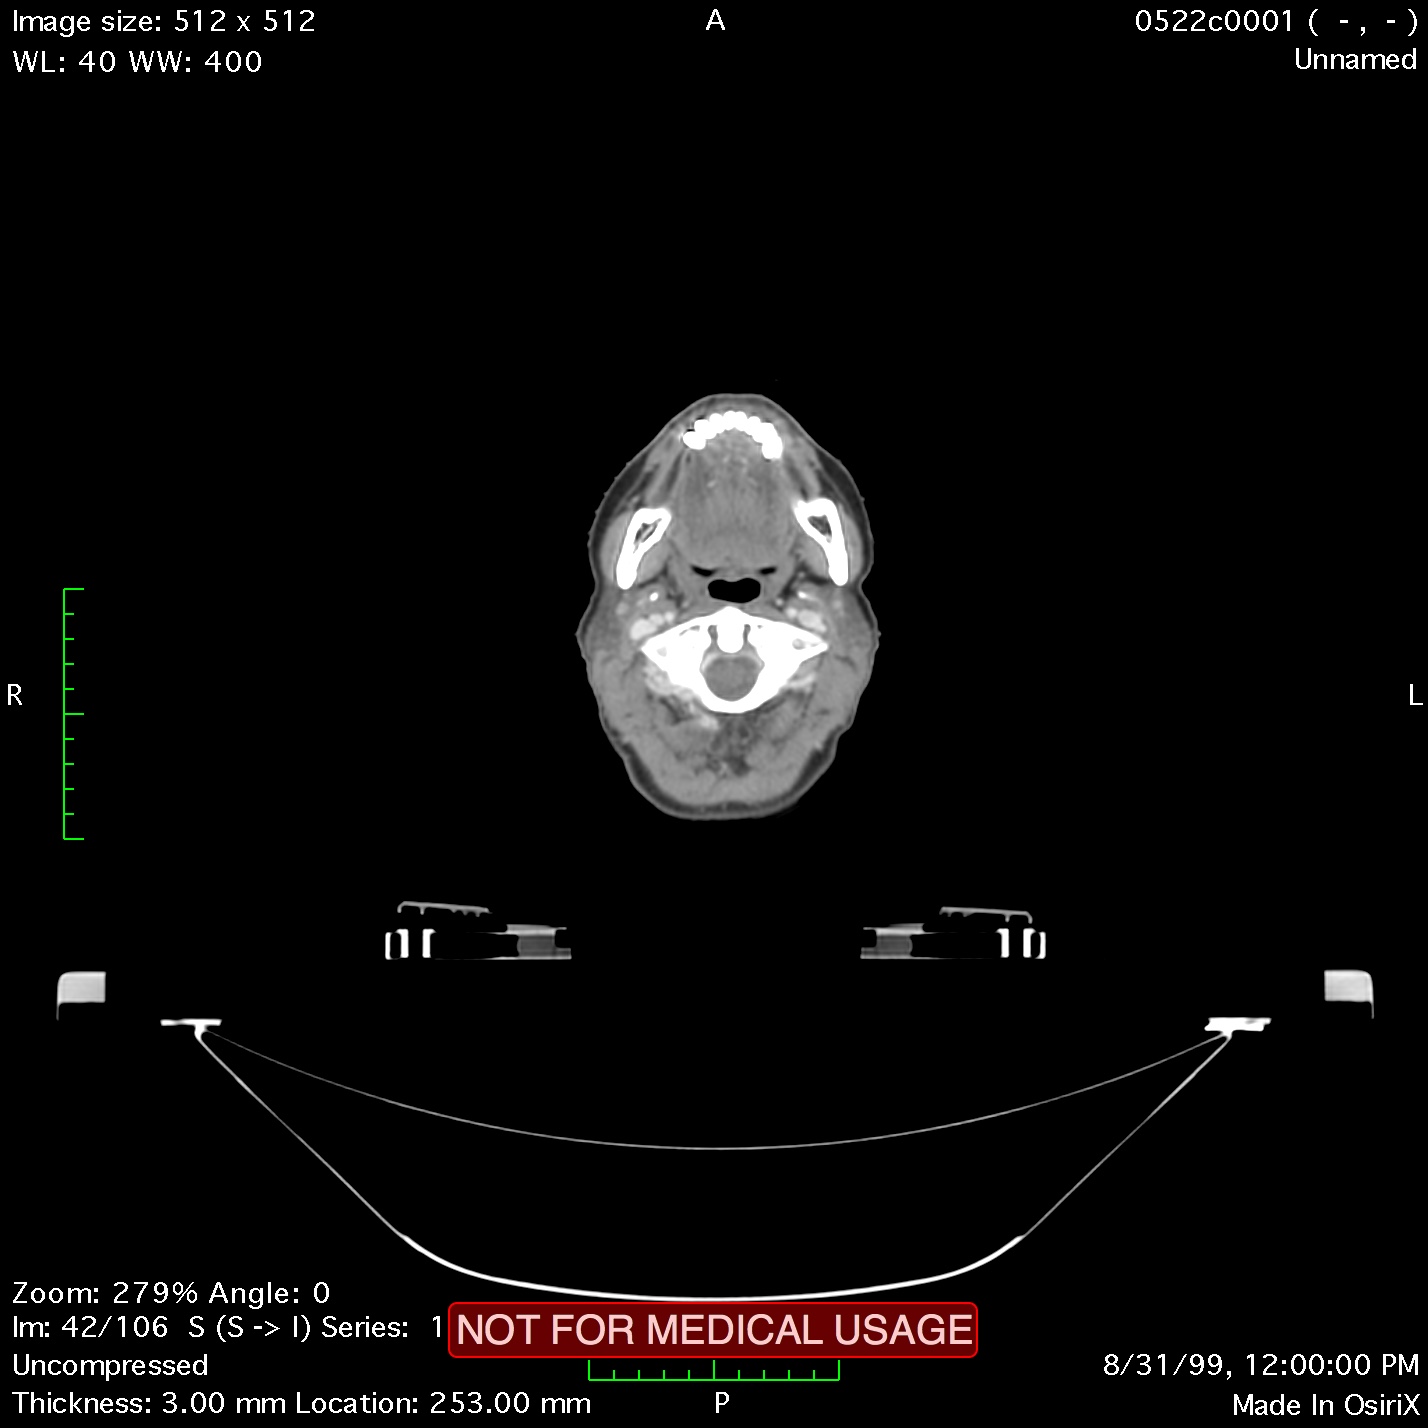 Image size: 512 x 512
WL: 40 WW: 400
A
0522c0001 ( -, -)
Unnamed
R
L
Zoom: 279% Angle: 0
Im: 42/106 S (S -> I) Series: 1
Uncompressed
Thickness: 3.00 mm Location: 253.00 mm
NOT FOR MEDICAL USAGE
P
8/31/99, 12:00:00 PM
Made In OsiriX